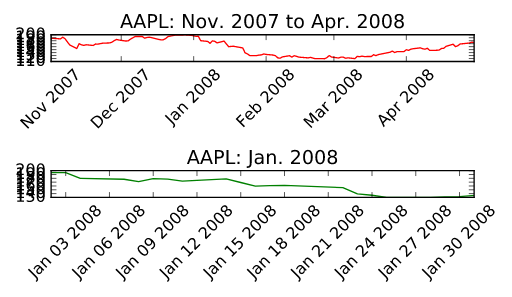 AAPL: Nov. 2007 to Apr. 2008
200
Nov 2007 Dec 2007 Jan 2008 Feb 2008 Mar 2008 Apr 2008
AAPL: Jan. 2008
200
130
Jan 03 2008 Jan 06 2008 Jan 09 2008 Jan 12 2008 Jan 15 2008 Jan 18 2008 Jan 21 2008 Jan 24 2008 Jan 27 2008 Jan 30 2008